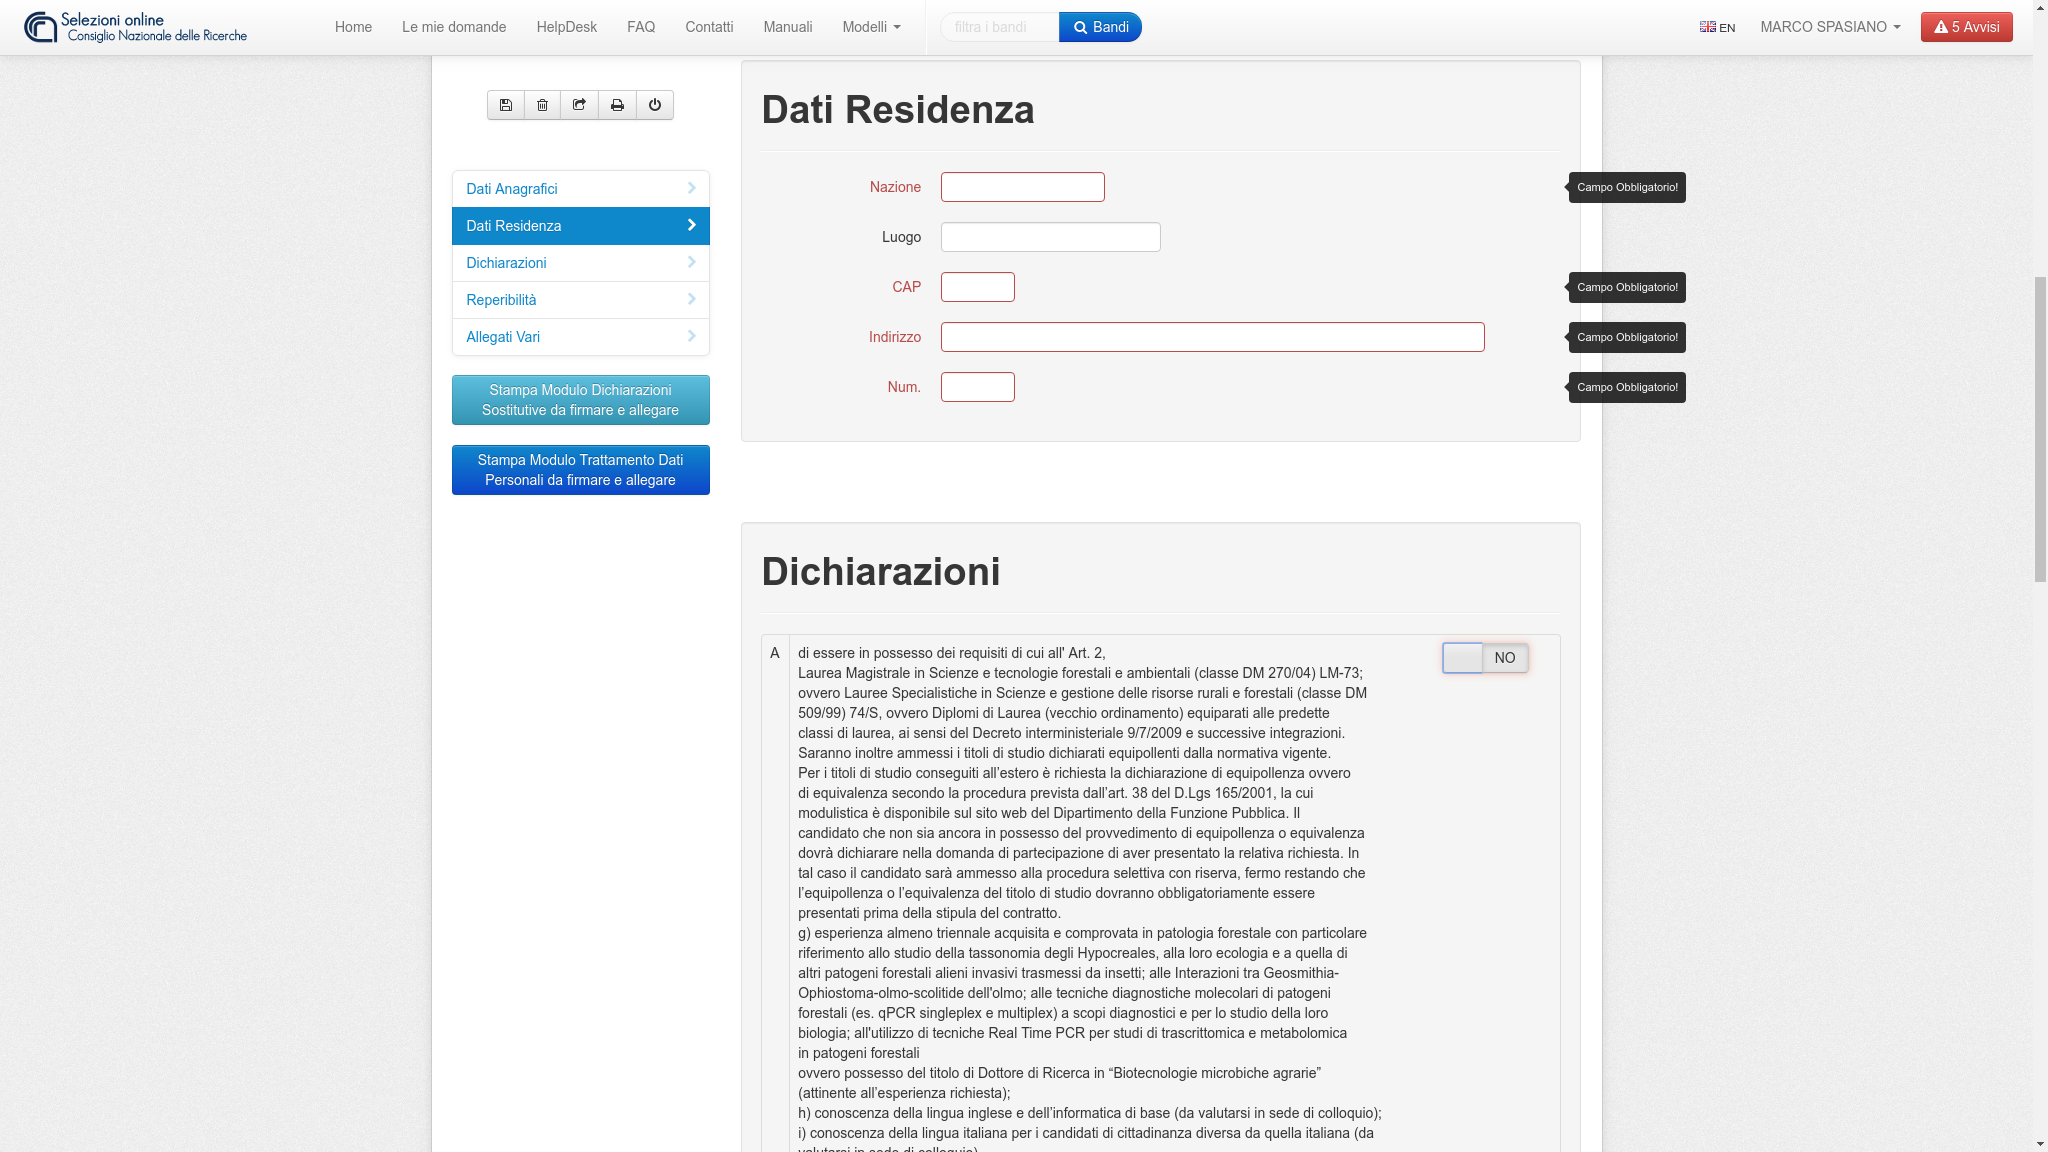 Selezioni online
Consiglio Nazionale delle Ricerche
Home
Le mie domande
HelpDesk
FAQ
Contatti
Manuali
Modelli
filtra i bandi
Bandi
EN
MARCO SPASIANO
5 Avvisi
Dati Anagrafici
Dati Residenza
Dichiarazioni
Reperibilità
Allegati Vari
Stampa Modulo Dichiarazioni
Sostitutive da firmare e allegare
Stampa Modulo Trattamento Dati
Personali da firmare e allegare
Dati Residenza
Nazione
Campo Obbligatorio!
Luogo
CAP
Campo Obbligatorio!
Indirizzo
Campo Obbligatorio!
Num.
Campo Obbligatorio!
Dichiarazioni
A
di essere in possesso dei requisiti di cui all' Art. 2,
NO
Laurea Magistrale in Scienze e tecnologie forestali e ambientali (classe DM 270/04) LM-73;
ovvero Lauree Specialistiche in Scienze e gestione delle risorse rurali e forestali (classe DM
509/99) 74/S, ovvero Diplomi di Laurea (vecchio ordinamento) equiparati alle predette
classi di laurea, ai sensi del Decreto interministeriale 9/7/2009 e successive integrazioni.
Saranno inoltre ammessi i titoli di studio dichiarati equipollenti dalla normativa vigente.
Per i titoli di studio conseguiti all’estero è richiesta la dichiarazione di equipollenza ovvero
di equivalenza secondo la procedura prevista dall’art. 38 del D.Lgs 165/2001, la cui
modulistica è disponibile sul sito web del Dipartimento della Funzione Pubblica. Il
candidato che non sia ancora in possesso del provvedimento di equipollenza o equivalenza
dovrà dichiarare nella domanda di partecipazione di aver presentato la relativa richiesta. In
tal caso il candidato sarà ammesso alla procedura selettiva con riserva, fermo restando che
l’equipollenza o l’equivalenza del titolo di studio dovranno obbligatoriamente essere
presentati prima della stipula del contratto.
g) esperienza almeno triennale acquisita e comprovata in patologia forestale con particolare
riferimento allo studio della tassonomia degli Hypocreales, alla loro ecologia e a quella di
altri patogeni forestali alieni invasivi trasmessi da insetti; alle Interazioni tra Geosmithia-
Ophiostoma-olmo-scolitide dell'olmo; alle tecniche diagnostiche molecolari di patogeni
forestali (es. qPCR singleplex e multiplex) a scopi diagnostici e per lo studio della loro
biologia; all'utilizzo di tecniche Real Time PCR per studi di trascrittomica e metabolomica
in patogeni forestali
ovvero possesso del titolo di Dottore di Ricerca in “Biotecnologie microbiche agrarie”
(attinente all’esperienza richiesta);
h) conoscenza della lingua inglese e dell’informatica di base (da valutarsi in sede di colloquio);
i) conoscenza della lingua italiana per i candidati di cittadinanza diversa da quella italiana (da
valutarsi in sede di colloquio)